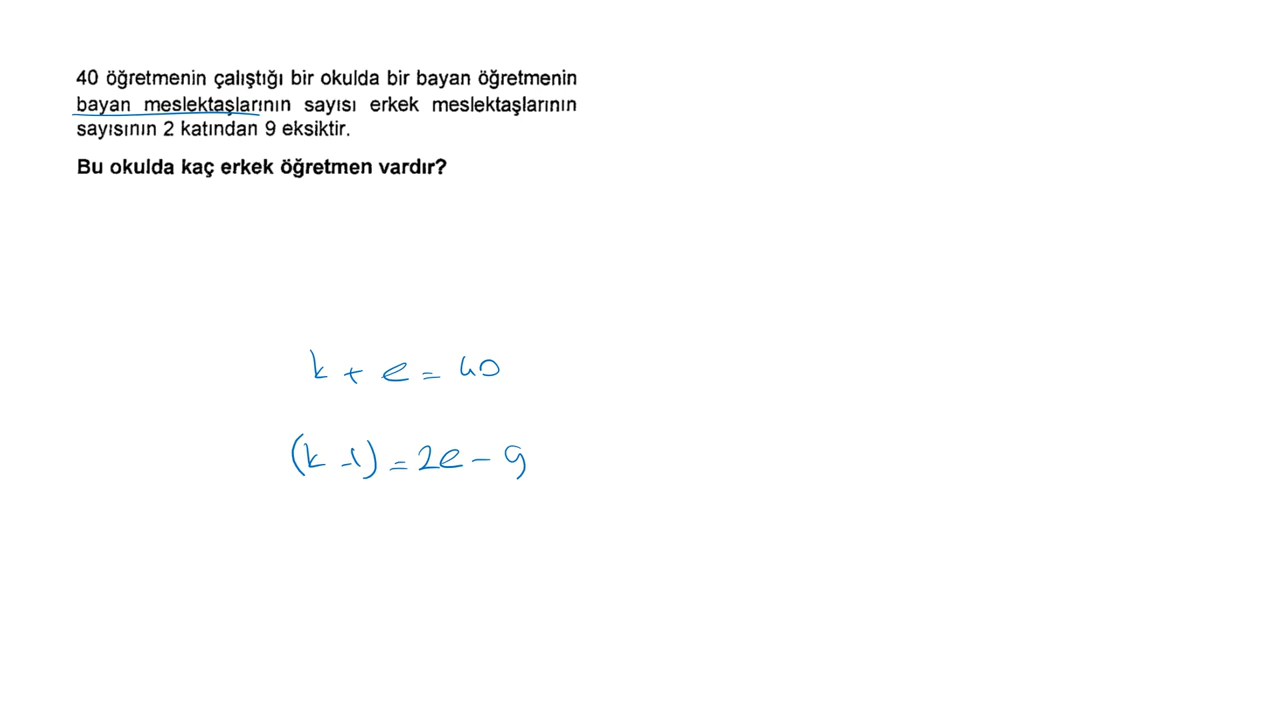 40 öğretmenin çalıştığı bir okulda bir bayan öğretmenin
bayan meslektaşlarının sayısı erkek meslektaşlarının
sayısının 2 katından 9 eksiktir.
Bu okulda kaç erkek öğretmen vardır?
k + e = 40
(k - 1) = 2e - 9